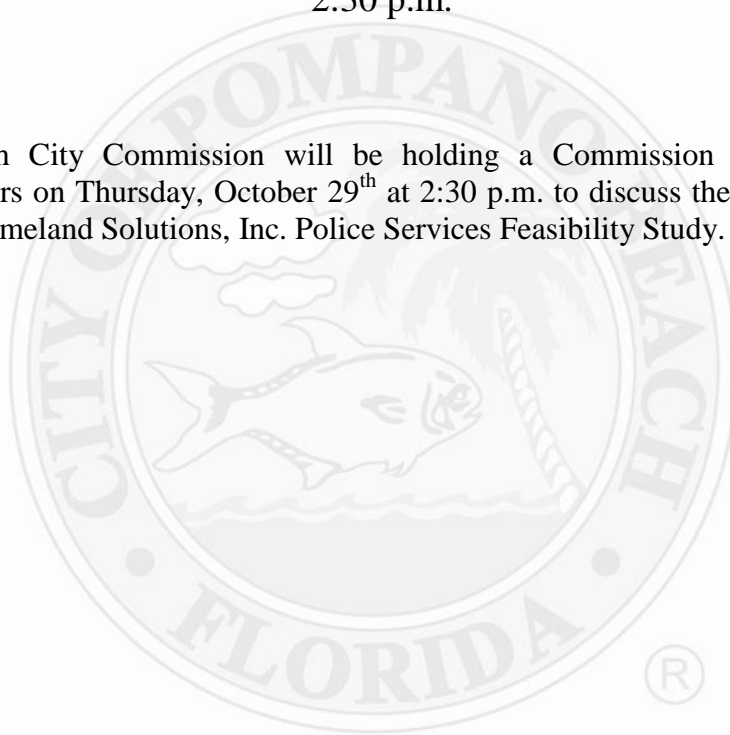 2:30 p.m.
City Commission will be holding a Commission
on Thursday, October 29th at 2:30 p.m. to discuss the
Solutions, Inc. Police Services Feasibility Study.
CITY OF POMPANO BEACH
FLORIDA
®